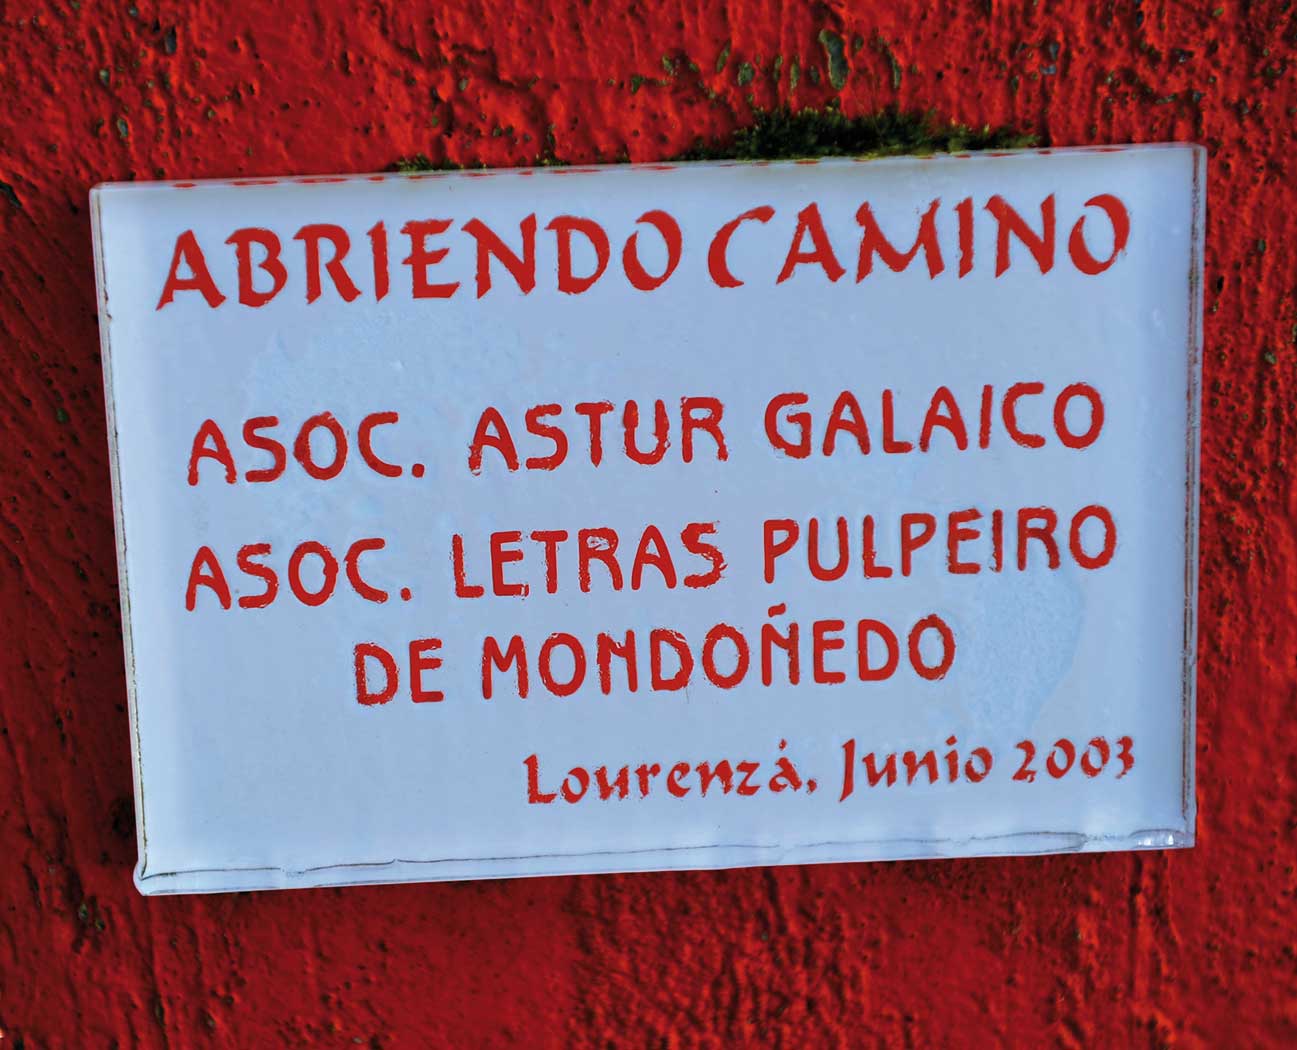 ABRIENDO CAMINO
ASOC. ASTUR GALAICO
ASOC. LETRAS PULPEIRO
DE MONDOÑEDO
Lourenzá, Junio 2003